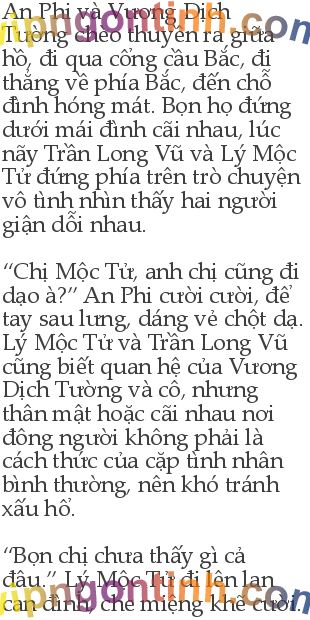 An Phi và Vương Dịch
Tường chèo thuyền ra giữa
hồ, đi qua cổng cầu Bắc, đi
thẳng về phía Bắc, đến chỗ
đình hóng mát. Bọn họ đứng
dưới mái đình cãi nhau, lúc
nãy Trần Long Vũ và Lý Mộc
Tử đứng phía trên trò chuyện
vô tình nhìn thấy hai người
giận dỗi nhau.
“Chị Mộc Tử, anh chị cũng đi
dạo à?” An Phi cười cười, để
tay sau lưng, dáng vẻ chột dạ.
Lý Mộc Tử và Trần Long Vũ
cũng biết quan hệ của Vương
Dịch Tường và cô, nhưng
thân mật hoặc cãi nhau nơi
đông người không phải là
cách thức của cặp tình nhân
bình thường, nên khó tránh
xấu hổ.
“Bọn chị chưa thấy gì cả
đâu.” Lý Mộc Tử đi lên lan
can đình, che miệng khẽ cười.
vipngontinh.com
vipngontinh.com